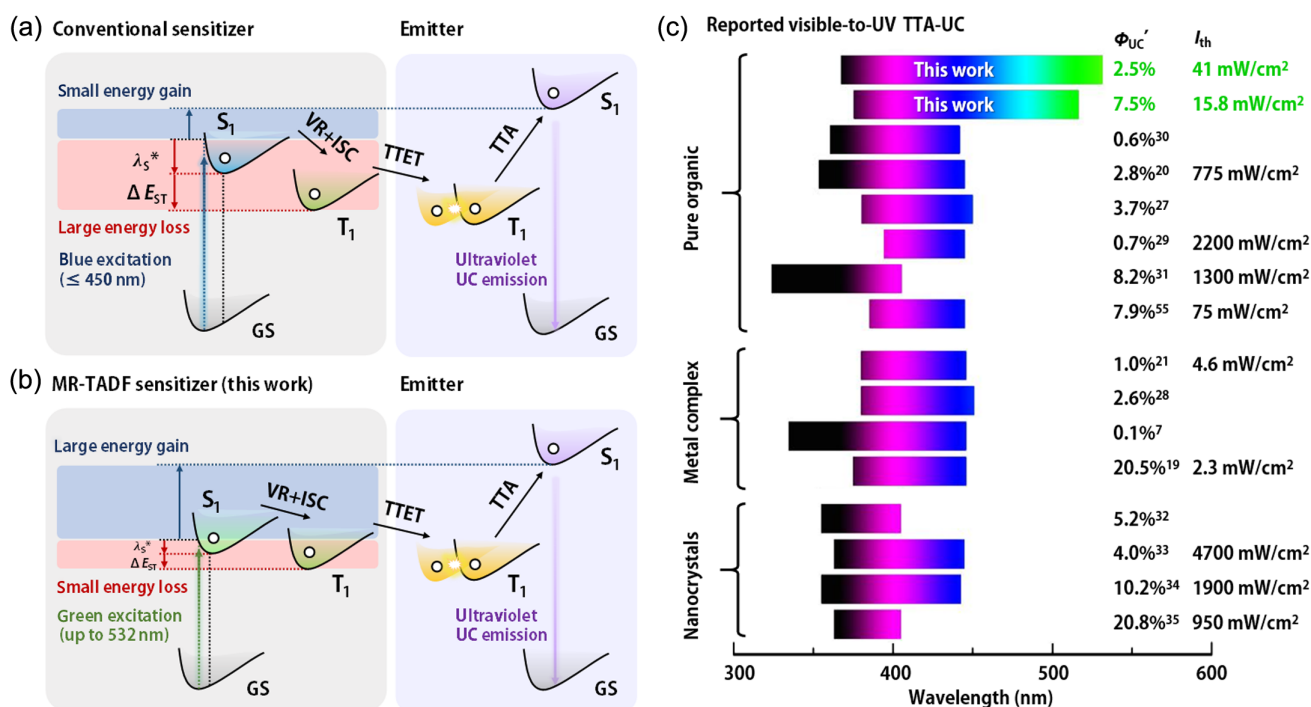 (a) Conventional sensitizer
Emitter
Small energy gain
S1
S1
VR+ISC
TTET
TTA
λS*
Δ EST
T1
T1
Large energy loss
Blue excitation
(≤ 450 nm)
Ultraviolet
UC emission
GS
GS
(b) MR-TADF sensitizer (this work)
Emitter
Large energy gain
S1
S1
VR+ISC
TTET
TTA
λS*
Δ EST
T1
T1
Small energy loss
Green excitation
(up to 532 nm)
Ultraviolet
UC emission
GS
GS
(c) Reported visible-to-UV TTA-UC
ΦUC′ Ith
Pure organic
This work 2.5% 41 mW/cm²
This work 7.5% 15.8 mW/cm²
0.6%³⁰
2.8%²⁰ 775 mW/cm²
3.7%²⁷
0.7%²⁹ 2200 mW/cm²
8.2%³¹ 1300 mW/cm²
7.9%⁵⁵ 75 mW/cm²
Metal complex
1.0%²¹ 4.6 mW/cm²
2.6%²⁸
0.1%⁷
20.5%¹⁹ 2.3 mW/cm²
Nanocrystals
5.2%³²
4.0%³³ 4700 mW/cm²
10.2%³⁴ 1900 mW/cm²
20.8%³⁵ 950 mW/cm²
300 400 500 600
Wavelength (nm)